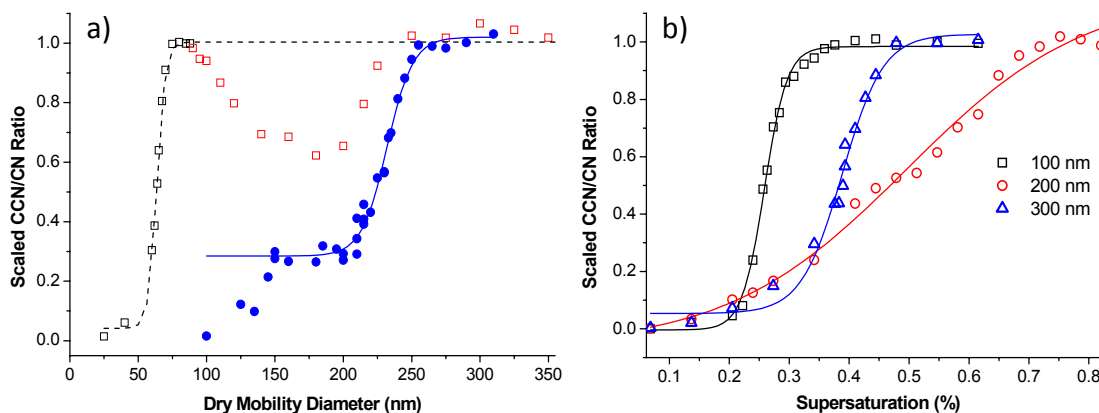 a)
Scaled CCN/CN Ratio
1.0
0.8
0.6
0.4
0.2
0.0
0 50 100 150 200 250 300 350
Dry Mobility Diameter (nm)
b)
Scaled CCN/CN Ratio
1.0
0.8
0.6
0.4
0.2
0.0
100 nm
200 nm
300 nm
0.1 0.2 0.3 0.4 0.5 0.6 0.7 0.8
Supersaturation (%)